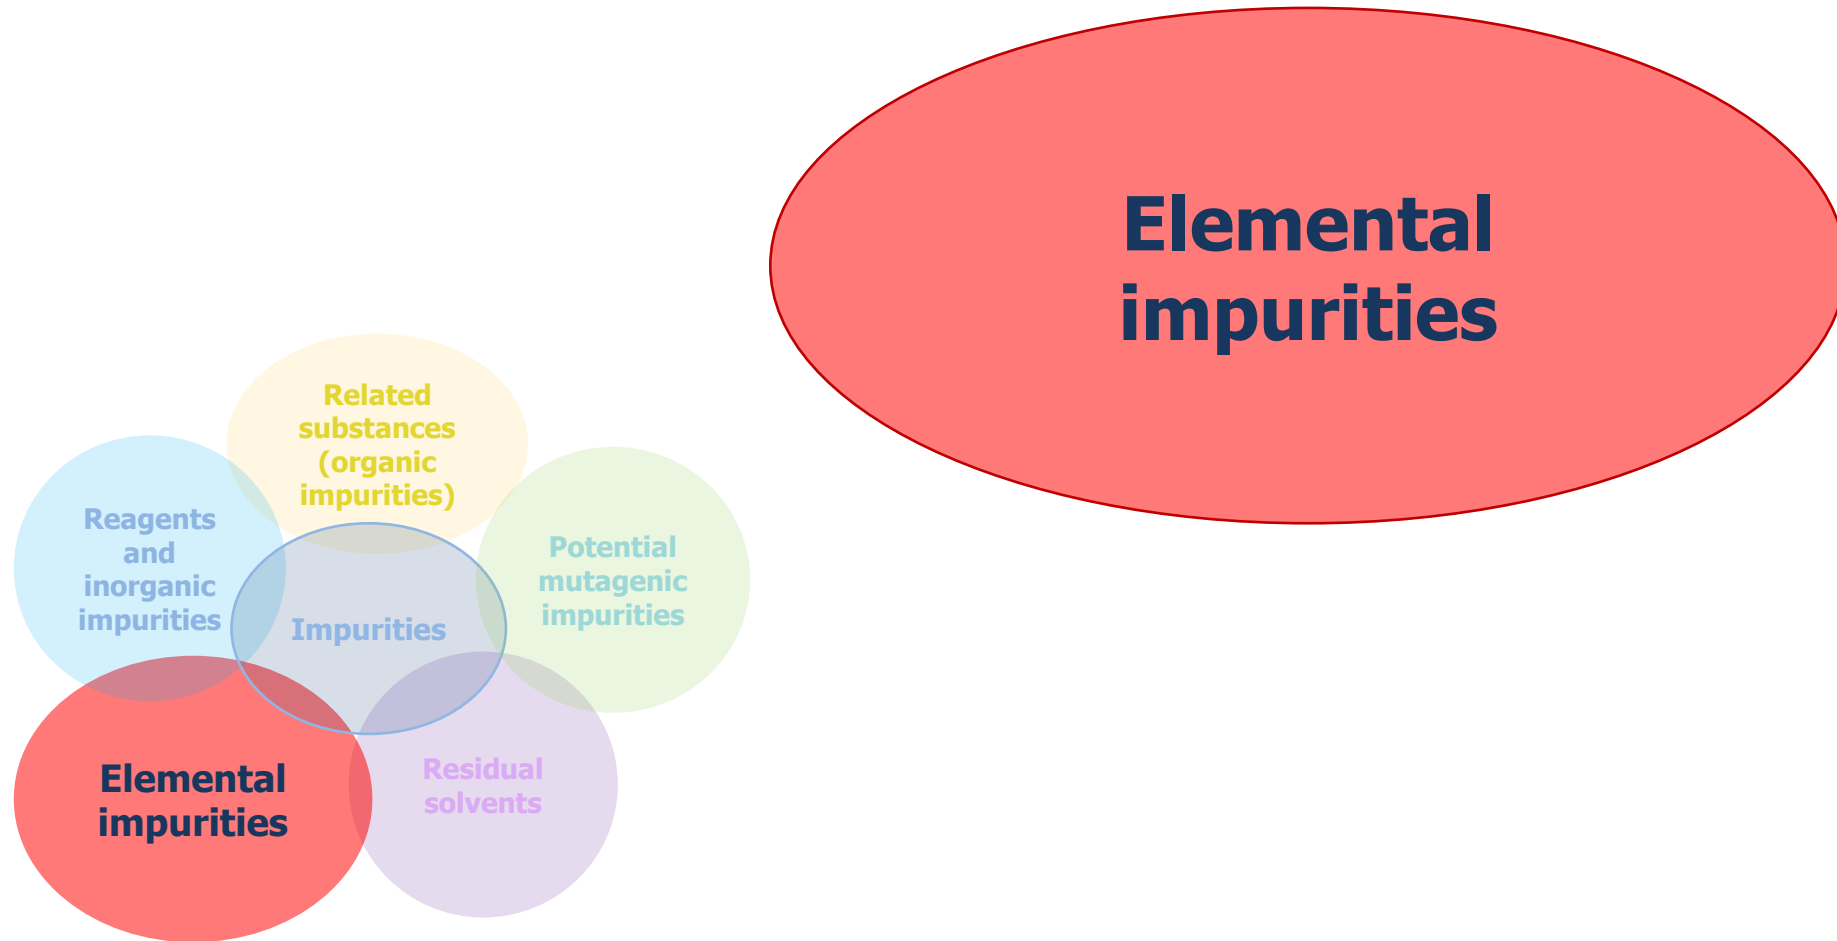 Elemental
impurities
Related
substances
(organic
impurities)
Reagents
and
inorganic
impurities
Potential
mutagenic
impurities
Impurities
Elemental
impurities
Residual
solvents